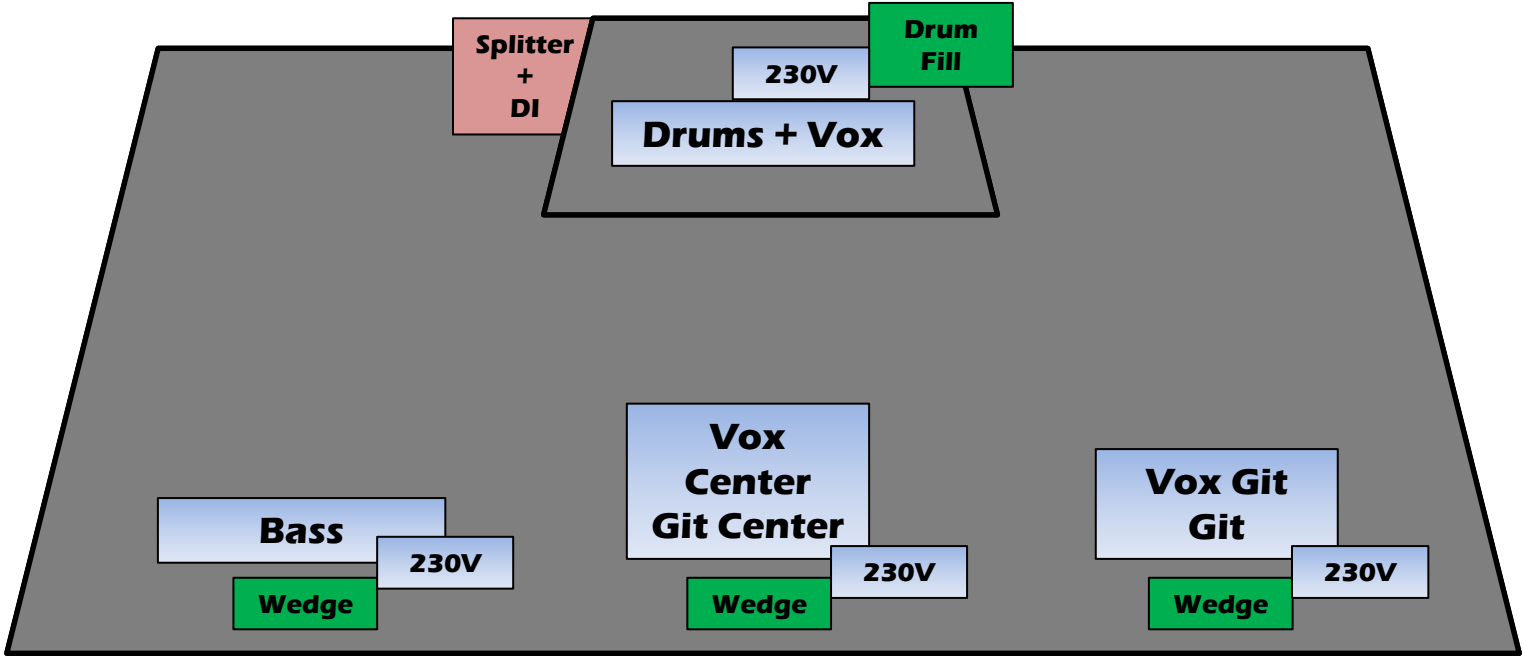 Splitter
+
DI
230V
Drum
Fill
Drums + Vox
Bass
230V
Wedge
Vox
Center
Git Center
230V
Wedge
Vox Git
Git
230V
Wedge